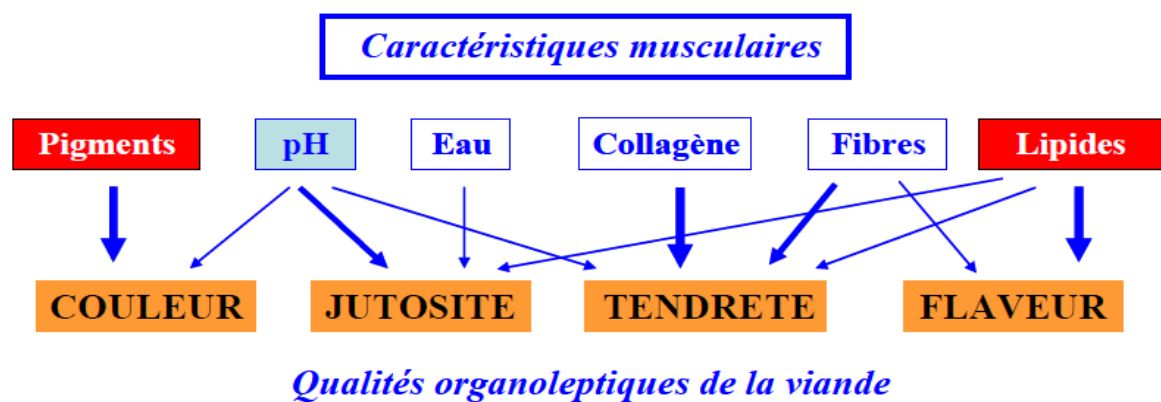 Caractéristiques musculaires
Pigments pH Eau Collagène Fibres Lipides
COULEUR JUTOSITE TENDRETE FLAVEUR
Qualités organoleptiques de la viande